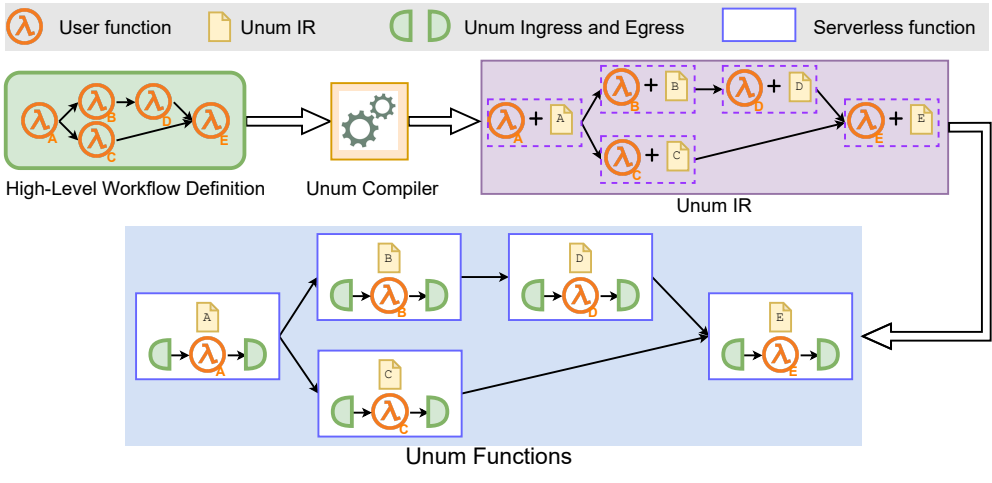 User function
Unum IR
Unum Ingress and Egress
Serverless function
λ A
λ B
λ D
λ C
λ E
High-Level Workflow Definition
Unum Compiler
λ A + A
λ B + B
λ D + D
λ C + C
λ E + E
Unum IR
A
λ A
B
λ B
D
λ D
C
λ C
E
λ E
Unum Functions